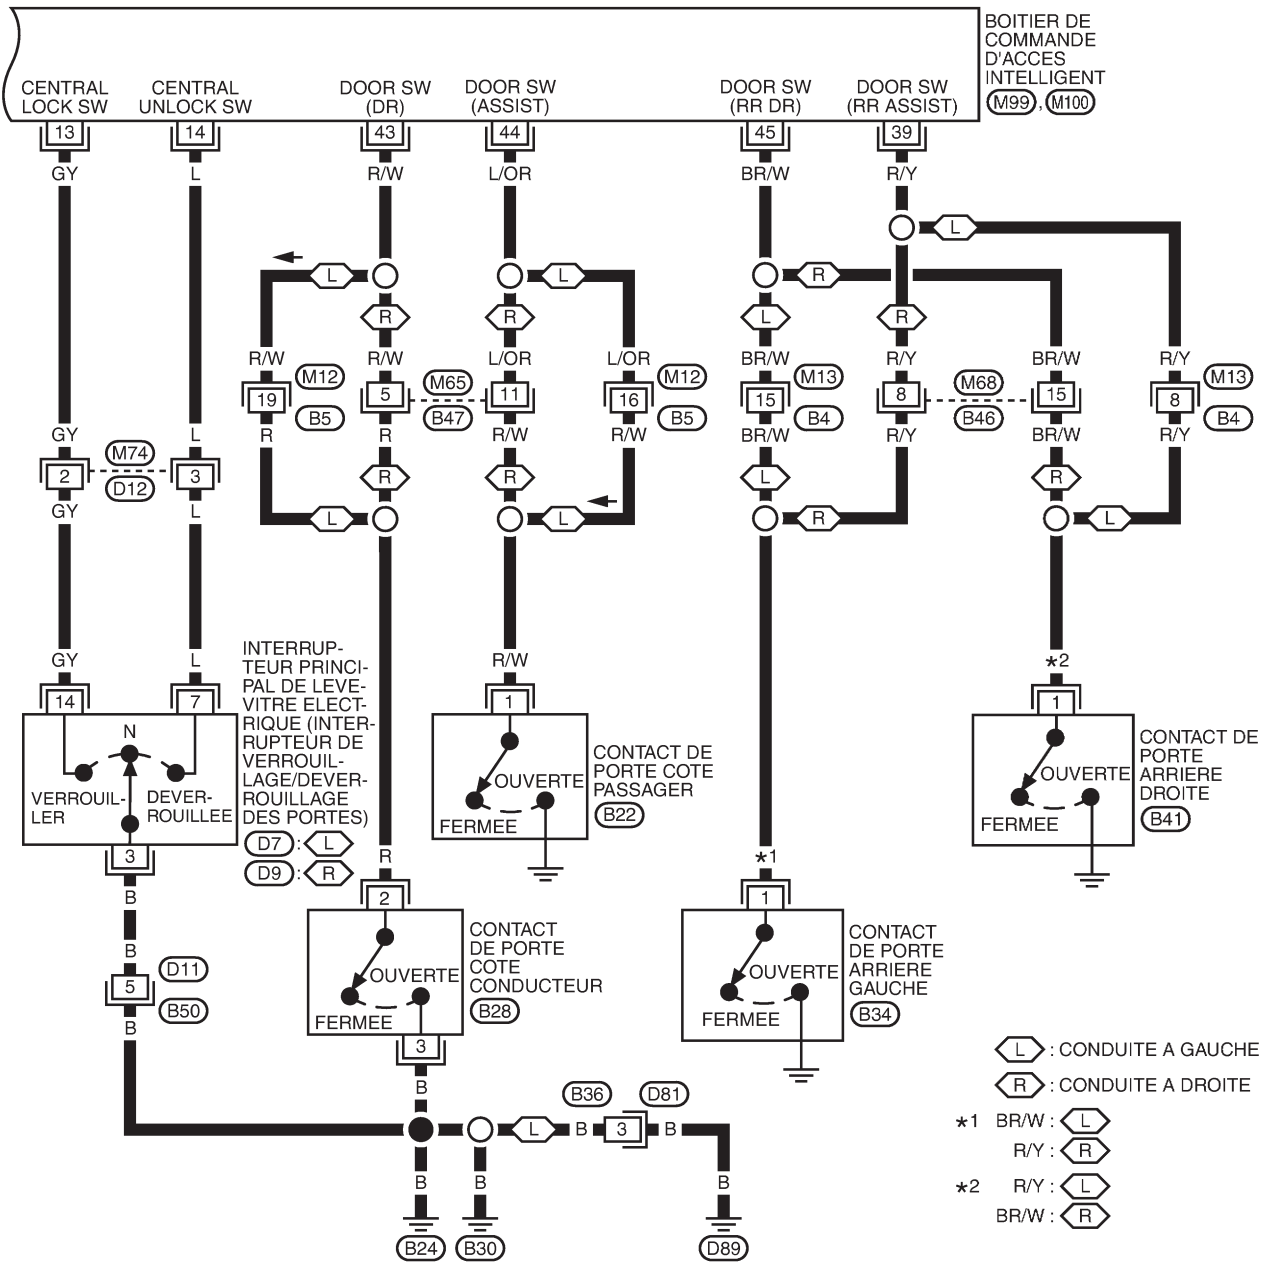 BOITIER DE
COMMANDE
D'ACCES
INTELLIGENT
M99 , M100
CENTRAL
LOCK SW
CENTRAL
UNLOCK SW
DOOR SW
(DR)
DOOR SW
(ASSIST)
DOOR SW
(RR DR)
DOOR SW
(RR ASSIST)
13 14 43 44 45 39
GY L R/W L/OR BR/W R/Y
L
L L R
R R L R
R/W R/W L/OR L/OR BR/W R/Y BR/W R/Y
M12 M65 M12 M13 M68 M13
19 5 11 16 15 8 15 8
B5 B47 B5 B4 B46 B4
GY L R R R/W R/W BR/W R/Y BR/W R/Y
M74
2 3 R R L R
D12
GY L
L L R L
GY L R/W *2
14 7 1 1
INTERRUP-
TEUR PRINCI-
PAL DE LEVE-
VITRE ELECT-
RIQUE (INTER-
RUPTEUR DE
VERROUIL-
LAGE/DEVER-
ROUILLAGE
DES PORTES)
D7 : L
D9 : R
N
VERROUIL-
LER
DEVER-
ROUILLEE
OUVERTE
FERMEE
CONTACT DE
PORTE COTE
PASSAGER
B22
OUVERTE
FERMEE
CONTACT DE
PORTE
ARRIERE
DROITE
B41
3
B
B
5
D11
B50
B
R
2
OUVERTE
FERMEE
CONTACT
DE PORTE
COTE
CONDUCTEUR
B28
3
B
*1
1
OUVERTE
FERMEE
CONTACT
DE PORTE
ARRIERE
GAUCHE
B34
B36 D81
L B 3 B
B B B
B24 B30 D89
L : CONDUITE A GAUCHE
R : CONDUITE A DROITE
*1 BR/W : L
R/Y : R
*2 R/Y : L
BR/W : R